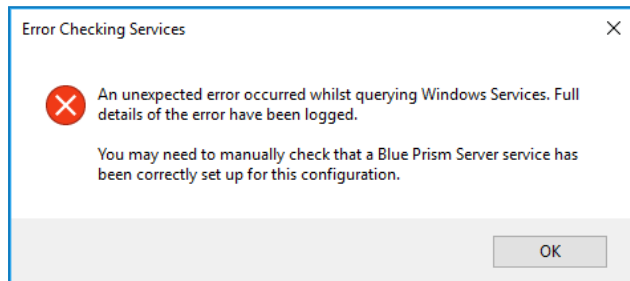 Error Checking Services
An unexpected error occurred whilst querying Windows Services. Full
details of the error have been logged.
You may need to manually check that a Blue Prism Server service has
been correctly set up for this configuration.
OK